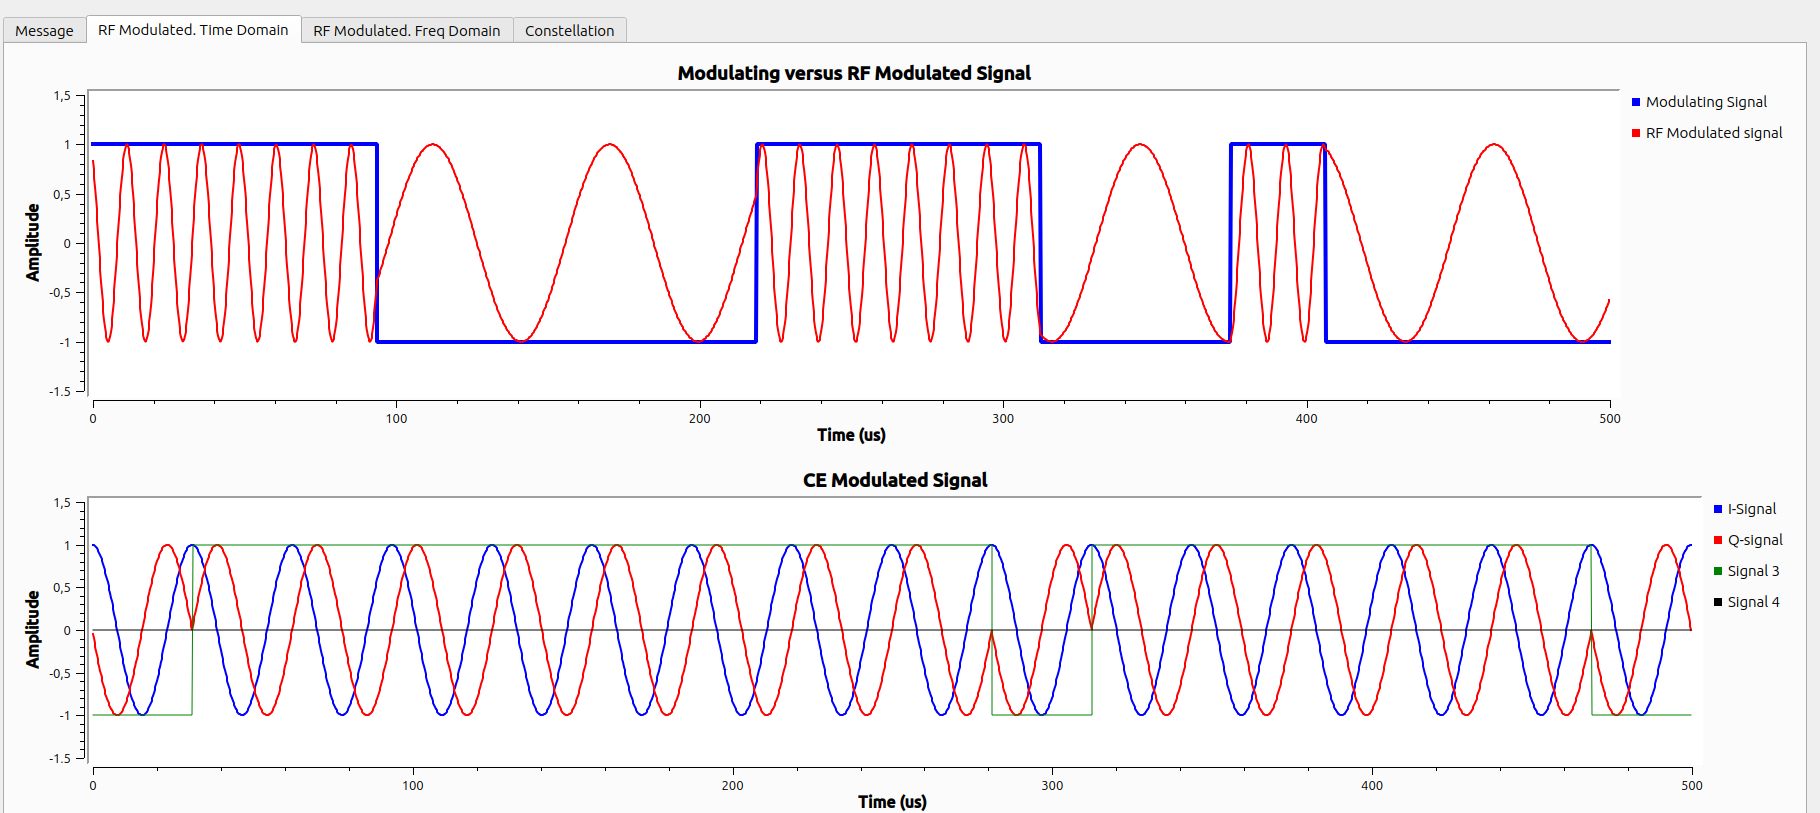 Message RF Modulated. Time Domain RF Modulated. Freq Domain Constellation
Modulating versus RF Modulated Signal
1,5
1
0,5
0
-0,5
-1
-1.5
Amplitude
0 100 200 300 400 500
Time (us)
Modulating Signal
RF Modulated signal
CE Modulated Signal
1,5
1
0,5
0
-0,5
-1
-1.5
Amplitude
0 100 200 300 400 500
Time (us)
I-Signal
Q-signal
Signal 3
Signal 4